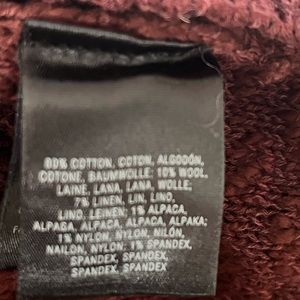 80% COTTON, COTON, ALGODÓN,
COTONE, BAUMWOLLE; 10% WOOL,
LAINE, LANA, LANA, WOLLE;
7% LINEN, LIN, LINO,
LINO, LEINEN; 1% ALPACA,
ALPAGA, ALPACA, ALPACA, ALPAKA;
1% NYLON, NYLON, NILÓN,
NAILON, NYLON; 1% SPANDEX,
SPANDEX, SPANDEX,
SPANDEX, SPANDEX